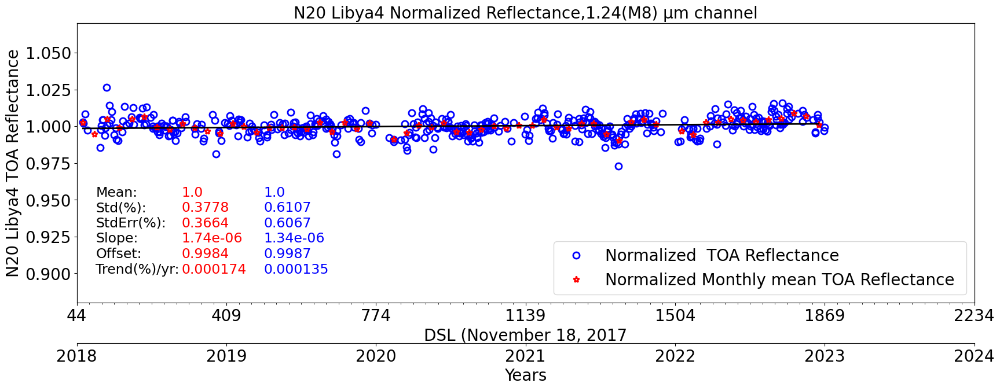 N20 Libya4 Normalized Reflectance,1.24(M8) μm channel
N20 Libya4 TOA Reflectance
1.050
1.025
1.000
0.975
0.950
0.925
0.900
Mean: 1.0 1.0
Std(%): 0.3778 0.6107
StdErr(%): 0.3664 0.6067
Slope: 1.74e-06 1.34e-06
Offset: 0.9984 0.9987
Trend(%)/yr: 0.000174 0.000135
Normalized  TOA Reflectance
Normalized Monthly mean TOA Reflectance
44 409 774 1139 1504 1869 2234
DSL (November 18, 2017
2018 2019 2020 2021 2022 2023 2024
Years